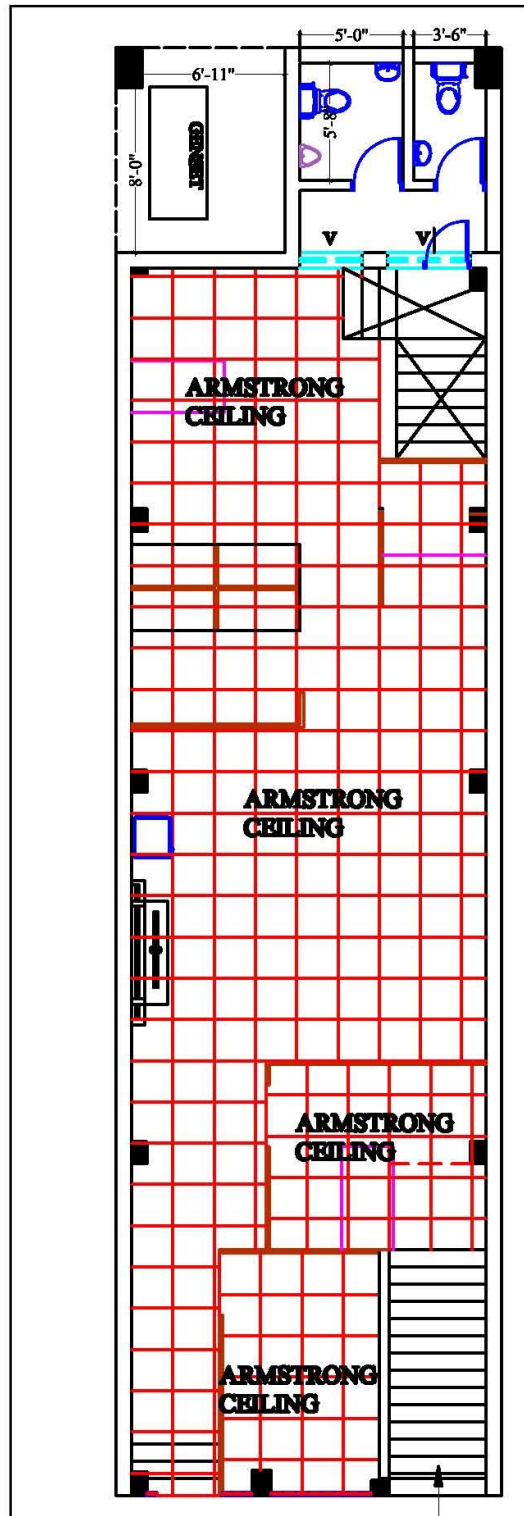 5'-0"
3'-6"
6'-11"
5'-8"
8'-0"
GENSET
V
V
ARMSTRONG
CEILING
ARMSTRONG
CEILING
ARMSTRONG
CEILING
ARMSTRONG
CEILING